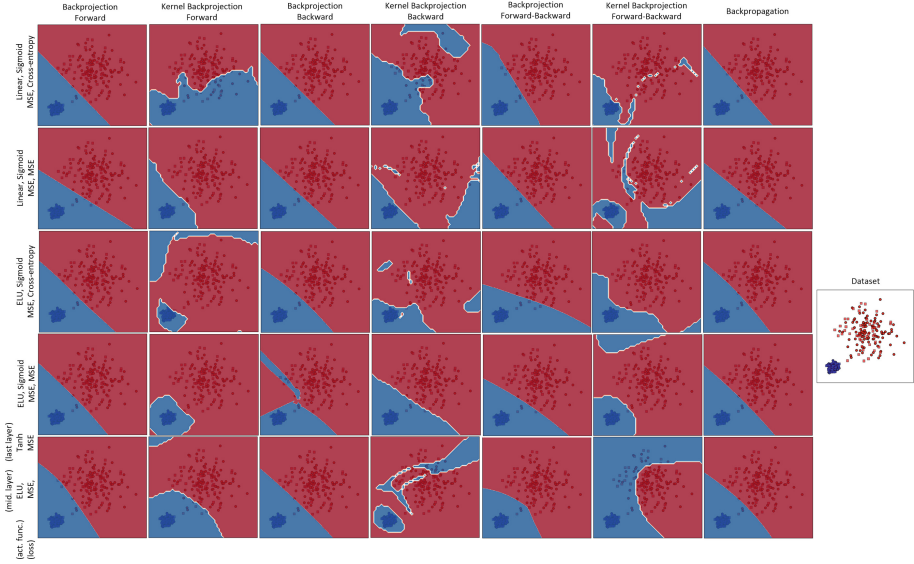 Backprojection
Forward
Kernel Backprojection
Forward
Backprojection
Backward
Kernel Backprojection
Backward
Backprojection
Forward-Backward
Kernel Backprojection
Forward-Backward
Backpropagation
Linear, Sigmoid
MSE, Cross-entropy
Linear, Sigmoid
MSE, MSE
ELU, Sigmoid
MSE, Cross-entropy
ELU, Sigmoid
MSE, MSE
(act. func.) (mid. layer) (last layer)
ELU, Tanh
(loss) MSE, MSE
Dataset